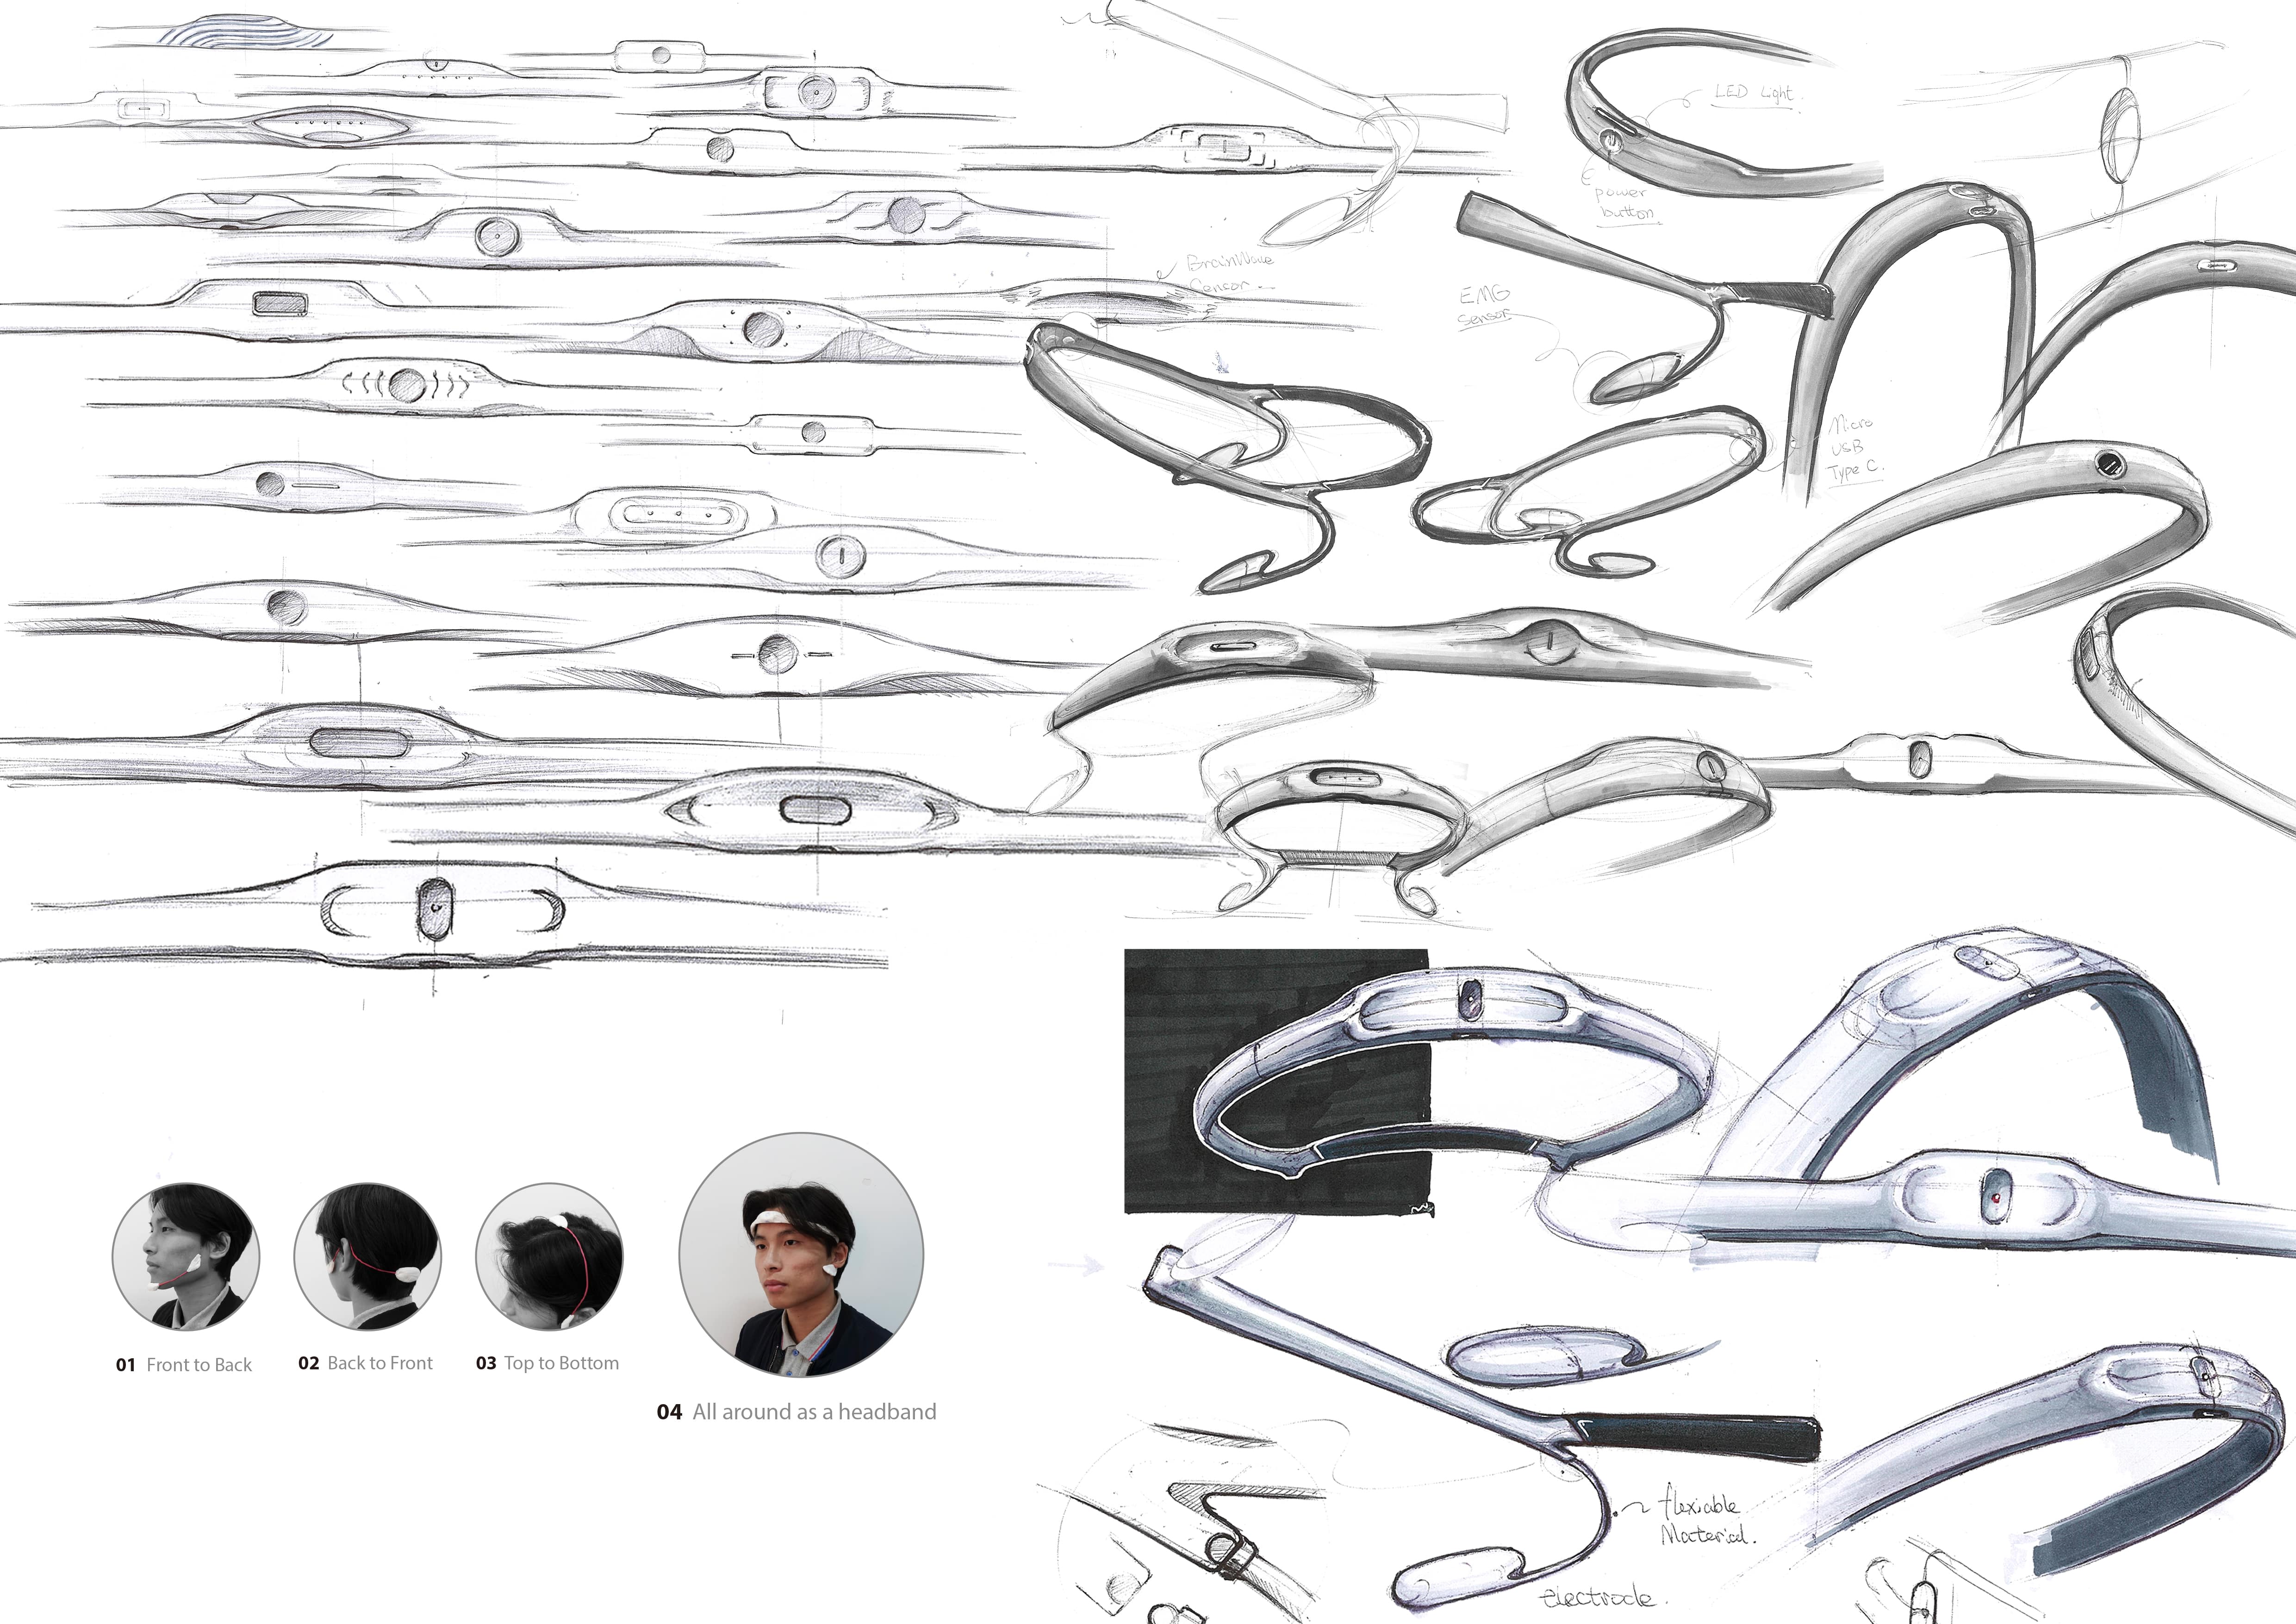 LED Light.
power
button
BrainWave
Censor
EMG
Sensor
Micro
USB
Type C.
01 Front to Back
02 Back to Front
03 Top to Bottom
04 All around as a headband
flexiable
Material.
electrode.